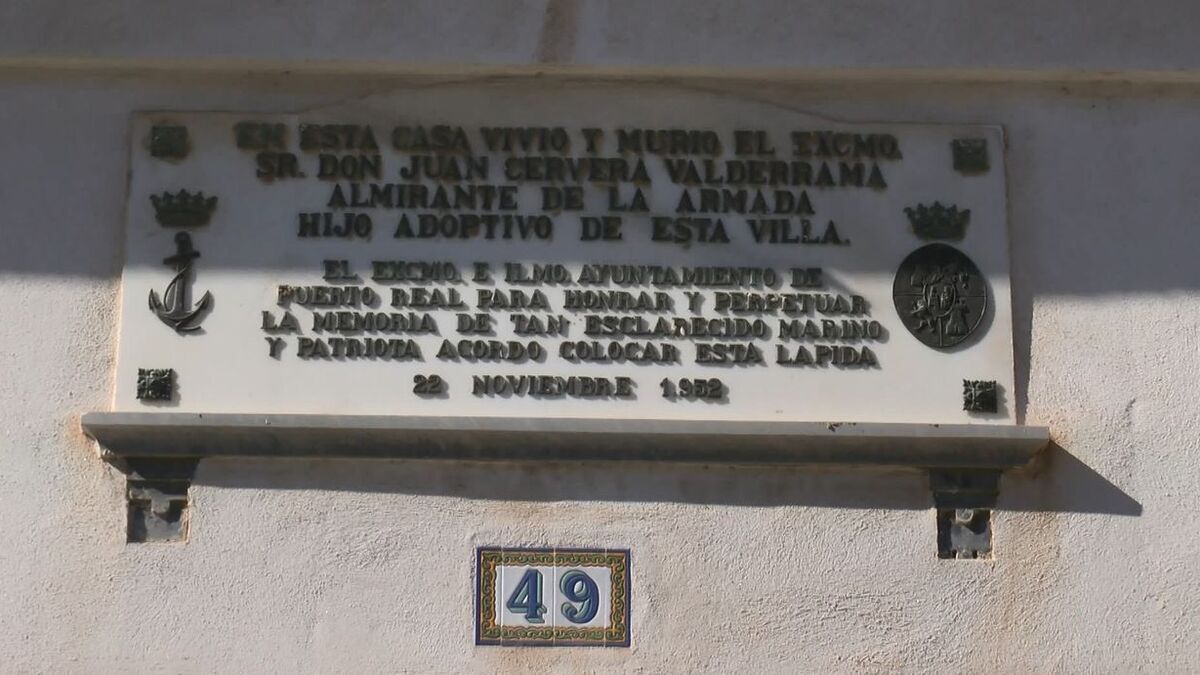 EN ESTA CASA VIVIO Y MURIO EL EXCMO.
SR. DON JUAN SERVERA VALDERRAMA
ALMIRANTE DE LA ARMADA
HIJO ADOPTIVO DE ESTA VILLA.
EL EXCMO. E ILMO. AYUNTAMIENTO DE
PUERTO REAL PARA HONRAR Y PERPETUAR
LA MEMORIA DE TAN ESCLARECIDO MARINO
Y PATRIOTA ACORDO COLOCAR ESTA LAPIDA
22 NOVIEMBRE 1952
49